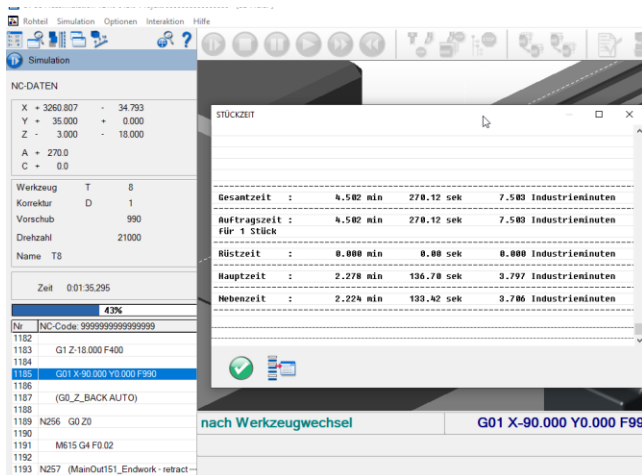 Rohteil Simulation Optionen Interaktion Hilfe
Simulation
NC-DATEN
X + 3260.807 - 34.793
Y + 35.000 + 0.000
Z - 3.000 - 18.000
A + 270.0
C + 0.0
Werkzeug T 8
Korrektur D 1
Vorschub 990
Drehzahl 21000
Name T8
Zeit 0:01:35,295
43%
Nr NC-Code: 9999999999999999
1182
1183 G1 Z-18.000 F400
1184
1185 G01 X-90.000 Y0.000 F990
1186
1187 (G0_Z_BACK AUTO)
1188
1189 N256 G0 Z0
1190
1191 M615 G4 F0.02
1192
1193 N257 (MainOut151_Endwork - retract --
STÜCKZEIT
Gesamtzeit : 4.502 min 270.12 sek 7.503 Industrieminuten
Auftragszeit : 4.502 min 270.12 sek 7.503 Industrieminuten
für 1 Stück
Rüstzeit : 0.000 min 0.00 sek 0.000 Industrieminuten
Hauptzeit : 2.278 min 136.70 sek 3.797 Industrieminuten
Nebenzeit : 2.224 min 133.42 sek 3.706 Industrieminuten
nach Werkzeugwechsel
G01 X-90.000 Y0.000 F99